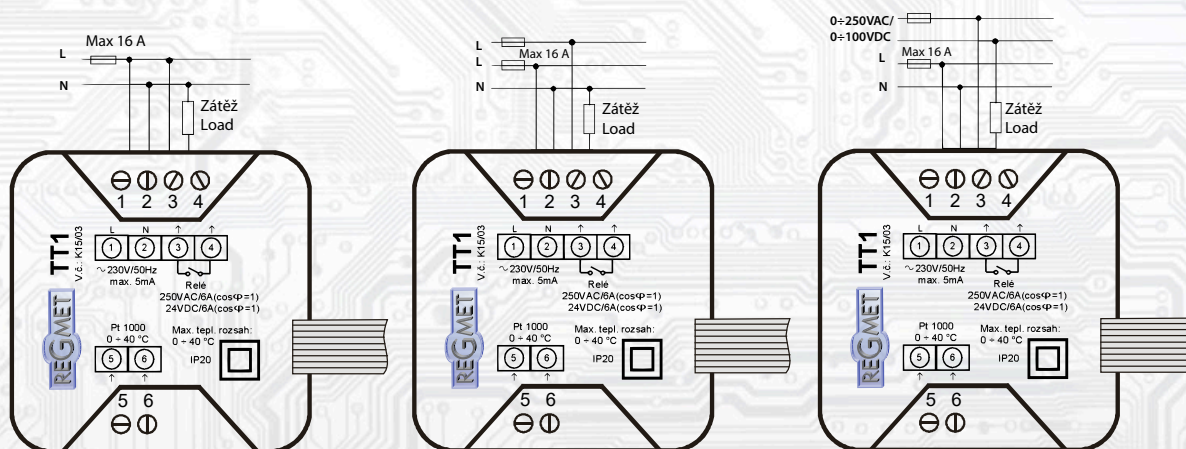 Max 16 A
L
N
Zátěž
Load
1 2 3 4
L N ↑ ↑
1 2 3 4
~ 230V/50Hz
max. 5mA
Relé
250VAC/6A(cosφ=1)
24VDC/6A(cosφ=1)
TT1
V.č.: K15/03
REGMET
Pt 1000
0 ÷ 40 °C
5 6
↑ ↑
Max. tepl. rozsah:
0 ÷ 40 °C
IP20
5 6
L
Max 16 A
L
N
Zátěž
Load
1 2 3 4
L N ↑ ↑
1 2 3 4
~ 230V/50Hz
max. 5mA
Relé
250VAC/6A(cosφ=1)
24VDC/6A(cosφ=1)
TT1
V.č.: K15/03
REGMET
Pt 1000
0 ÷ 40 °C
5 6
↑ ↑
Max. tepl. rozsah:
0 ÷ 40 °C
IP20
5 6
0÷250VAC/
0÷100VDC
L Max 16 A
N
Zátěž
Load
1 2 3 4
L N ↑ ↑
1 2 3 4
~ 230V/50Hz
max. 5mA
Relé
250VAC/6A(cosφ=1)
24VDC/6A(cosφ=1)
TT1
V.č.: K15/03
REGMET
Pt 1000
0 ÷ 40 °C
5 6
↑ ↑
Max. tepl. rozsah:
0 ÷ 40 °C
IP20
5 6